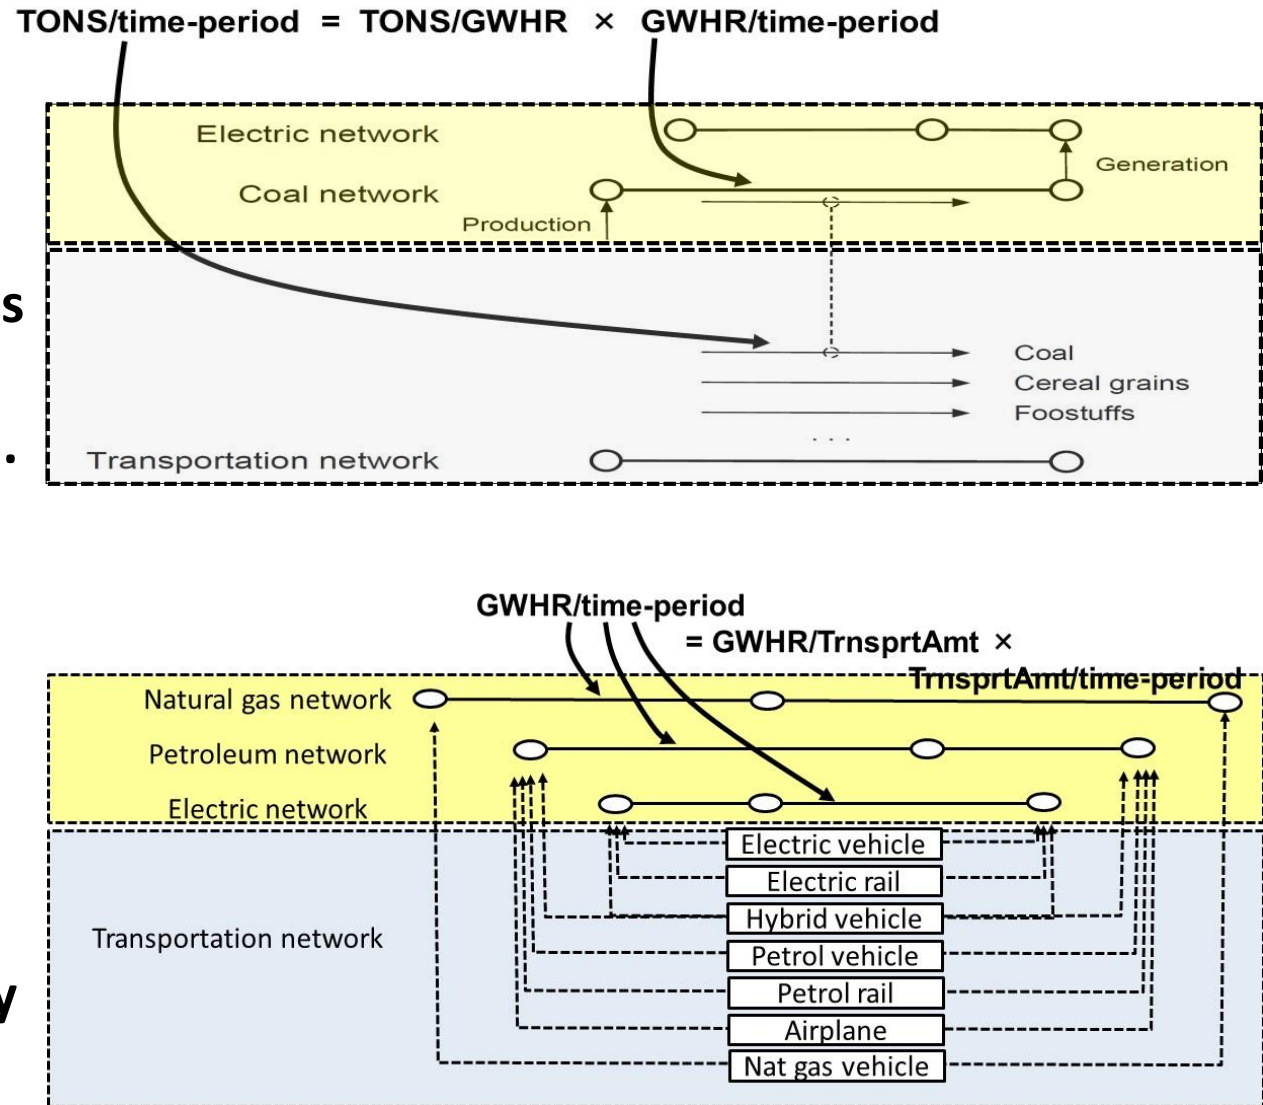 TONS/time-period = TONS/GWHR × GWHR/time-period
Electric network
Generation
Coal network
Production
s
Coal
Cereal grains
Foostuffs
. . .
.
Transportation network
GWHR/time-period
= GWHR/TrnsprtAmt ×
TrnsprtAmt/time-period
Natural gas network
Petroleum network
Electric network
Electric vehicle
Electric rail
Hybrid vehicle
Transportation network
Petrol vehicle
Petrol rail
y
Airplane
Nat gas vehicle